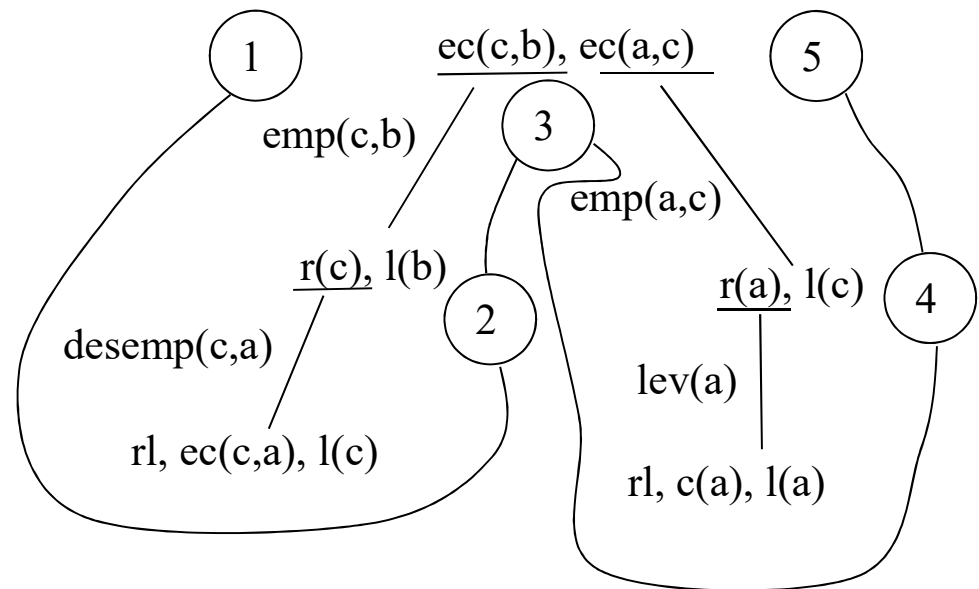 1
ec(c,b), ec(a,c)
5
3
emp(c,b)
emp(a,c)
r(c), l(b)
r(a), l(c)
4
2
desemp(c,a)
lev(a)
rl, ec(c,a), l(c)
rl, c(a), l(a)